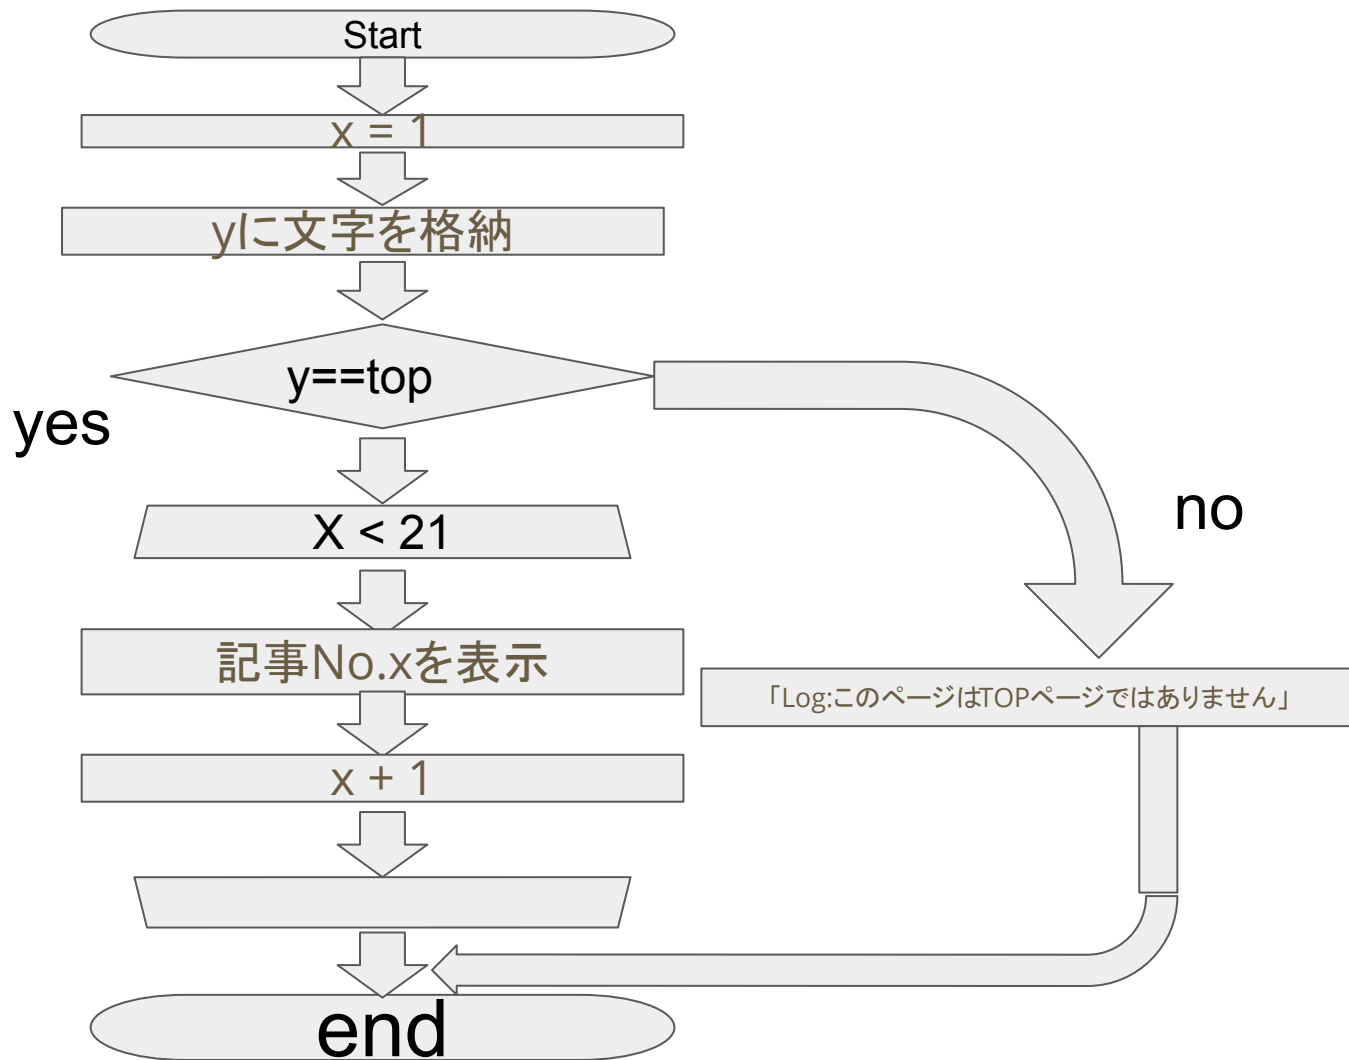 Start
x = 1
yに文字を格納
y==top
yes
no
X < 21
記事No.xを表示
「Log:このページはTOPページではありません」
x + 1
end